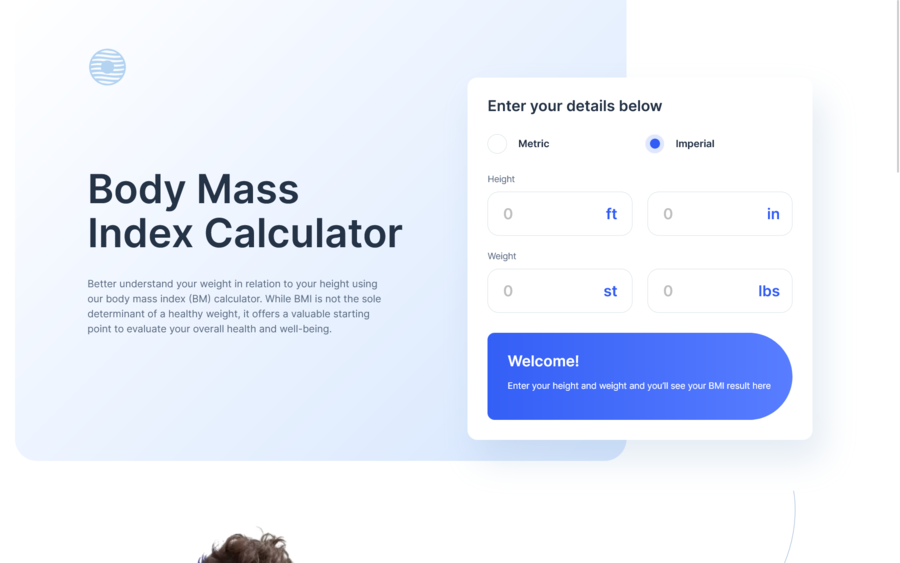 Body Mass
Index Calculator
Better understand your weight in relation to your height using
our body mass index (BM) calculator. While BMI is not the sole
determinant of a healthy weight, it offers a valuable starting
point to evaluate your overall health and well-being.
Enter your details below
Metric
Imperial
Height
0 ft
0 in
Weight
0 st
0 lbs
Welcome!
Enter your height and weight and you'll see your BMI result here